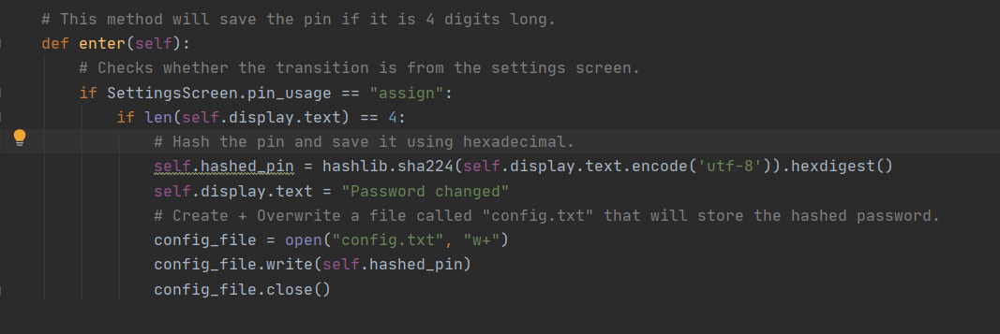 # This method will save the pin if it is 4 digits long.
def enter(self):
# Checks whether the transition is from the settings screen.
if SettingsScreen.pin_usage == "assign":
if len(self.display.text) == 4:
# Hash the pin and save it using hexadecimal.
self.hashed_pin = hashlib.sha224(self.display.text.encode('utf-8')).hexdigest()
self.display.text = "Password changed"
# Create + Overwrite a file called "config.txt" that will store the hashed password.
config_file = open("config.txt", "w+")
config_file.write(self.hashed_pin)
config_file.close()